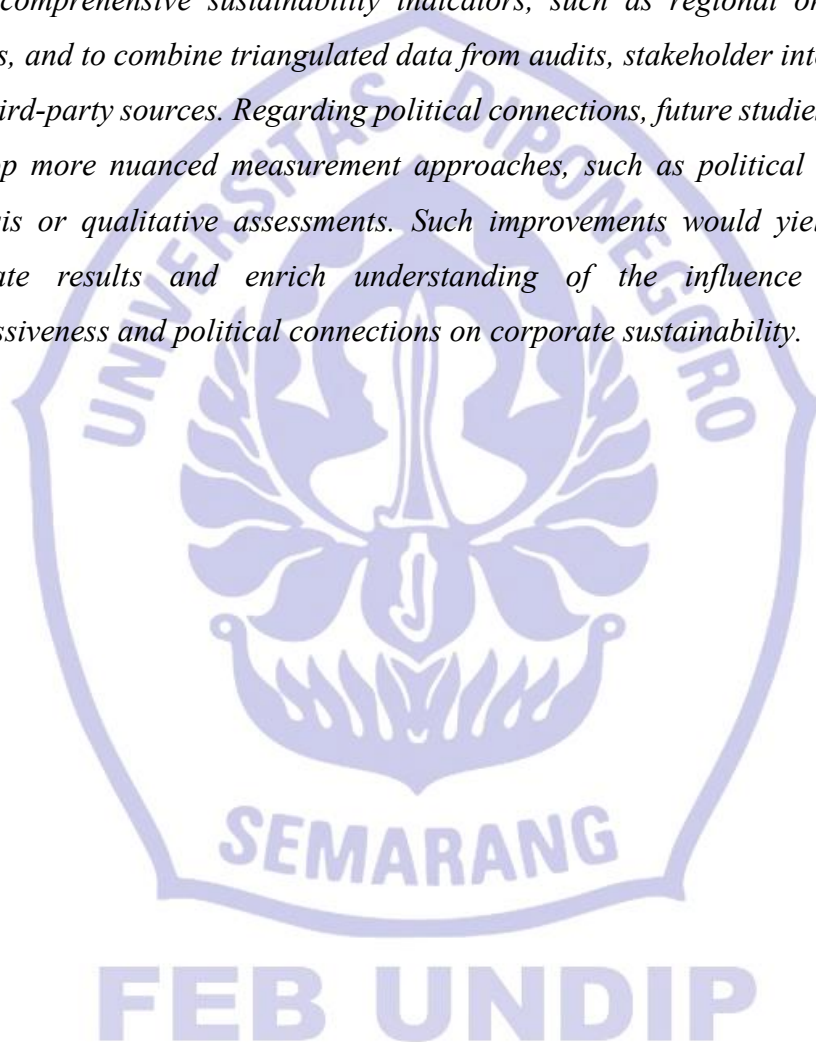 comprehensive sustainability indicators, such as regional or
s, and to combine triangulated data from audits, stakeholder inte
ird-party sources. Regarding political connections, future studies
op more nuanced measurement approaches, such as political
is or qualitative assessments. Such improvements would yiel
ate results and enrich understanding of the influence
ssiveness and political connections on corporate sustainability.
UNIVERSITAS DIPONEGORO
SEMARANG
FEB UNDIP